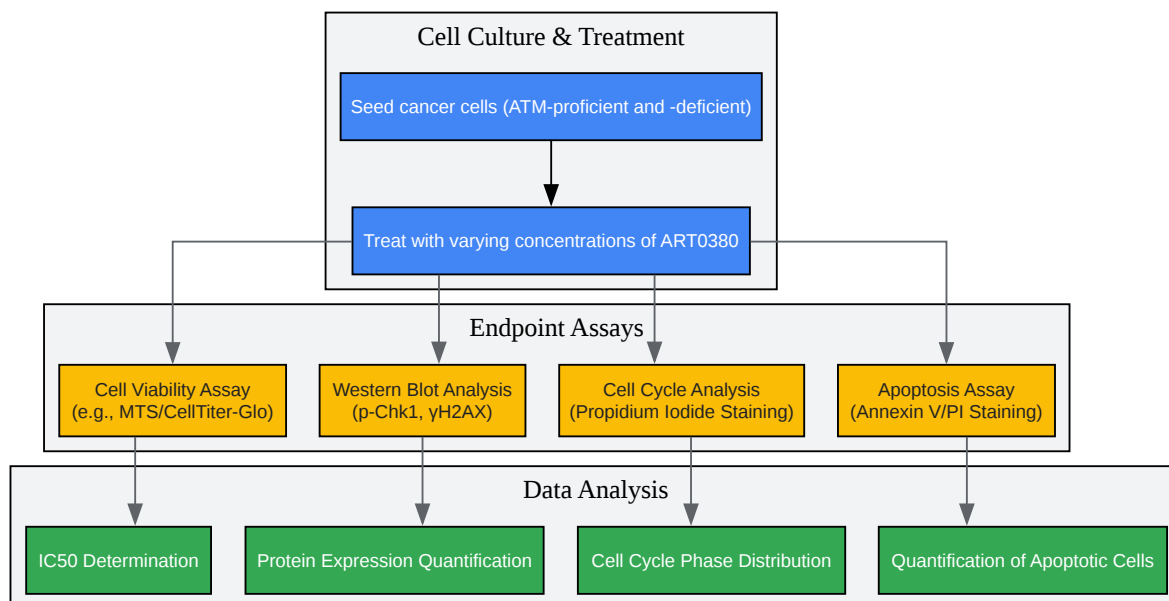 Cell Culture & Treatment
Seed cancer cells (ATM-proficient and -deficient)
Treat with varying concentrations of ART0380
Endpoint Assays
Cell Viability Assay
(e.g., MTS/CellTiter-Glo)
Western Blot Analysis
(p-Chk1, γH2AX)
Cell Cycle Analysis
(Propidium Iodide Staining)
Apoptosis Assay
(Annexin V/PI Staining)
Data Analysis
IC50 Determination
Protein Expression Quantification
Cell Cycle Phase Distribution
Quantification of Apoptotic Cells